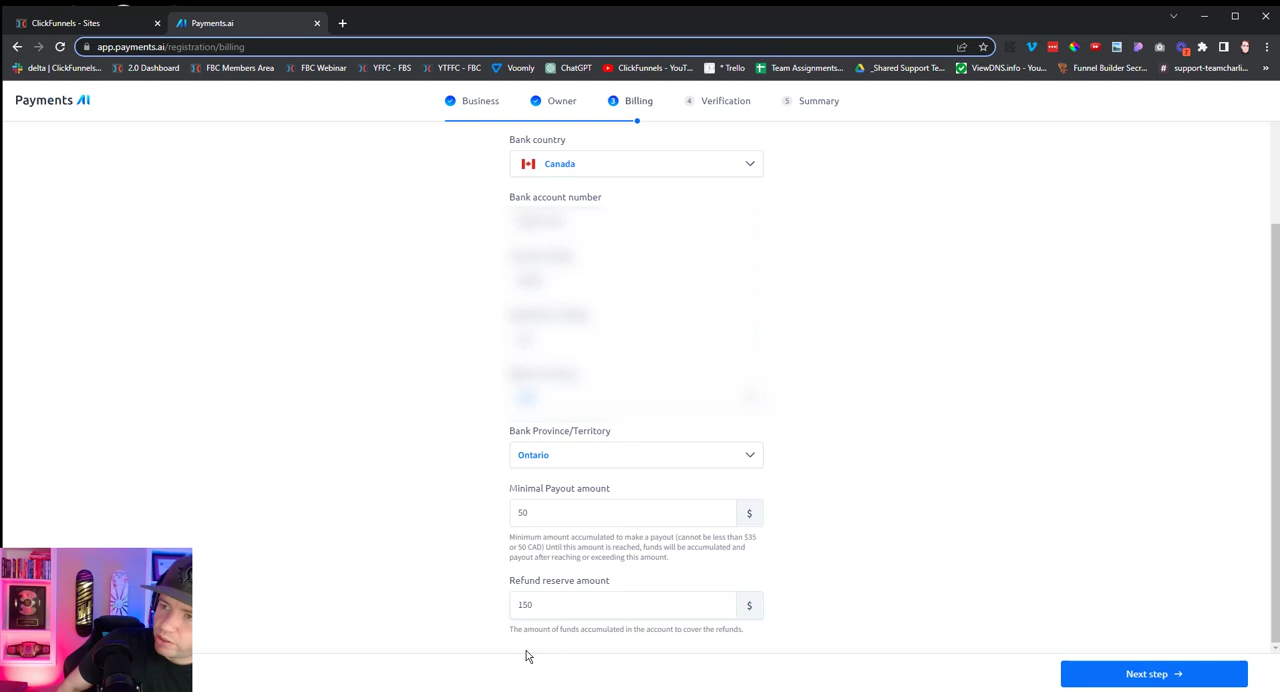 ClickFunnels - Sites
Payments.ai
app.payments.ai/registration/billing
delta | ClickFunnels...
2.0 Dashboard
FBC Members Area
FBC Webinar
YFFC - FBS
YTFFC - FBC
Voomly
ChatGPT
ClickFunnels - YouT...
* Trello
Team Assignments...
_Shared Support Te...
ViewDNS.info - You...
Funnel Builder Secr...
support-teamcharli...
Payments AI
Business
Owner
3 Billing
4 Verification
5 Summary
Bank country
Canada
Bank account number
Bank Province/Territory
Ontario
Minimal Payout amount
50 $
Minimum amount accumulated to make a payout (cannot be less than $35
or 50 CAD) Until this amount is reached, funds will be accumulated and
payout after reaching or exceeding this amount.
Refund reserve amount
150 $
The amount of funds accumulated in the account to cover the refunds.
Next step →